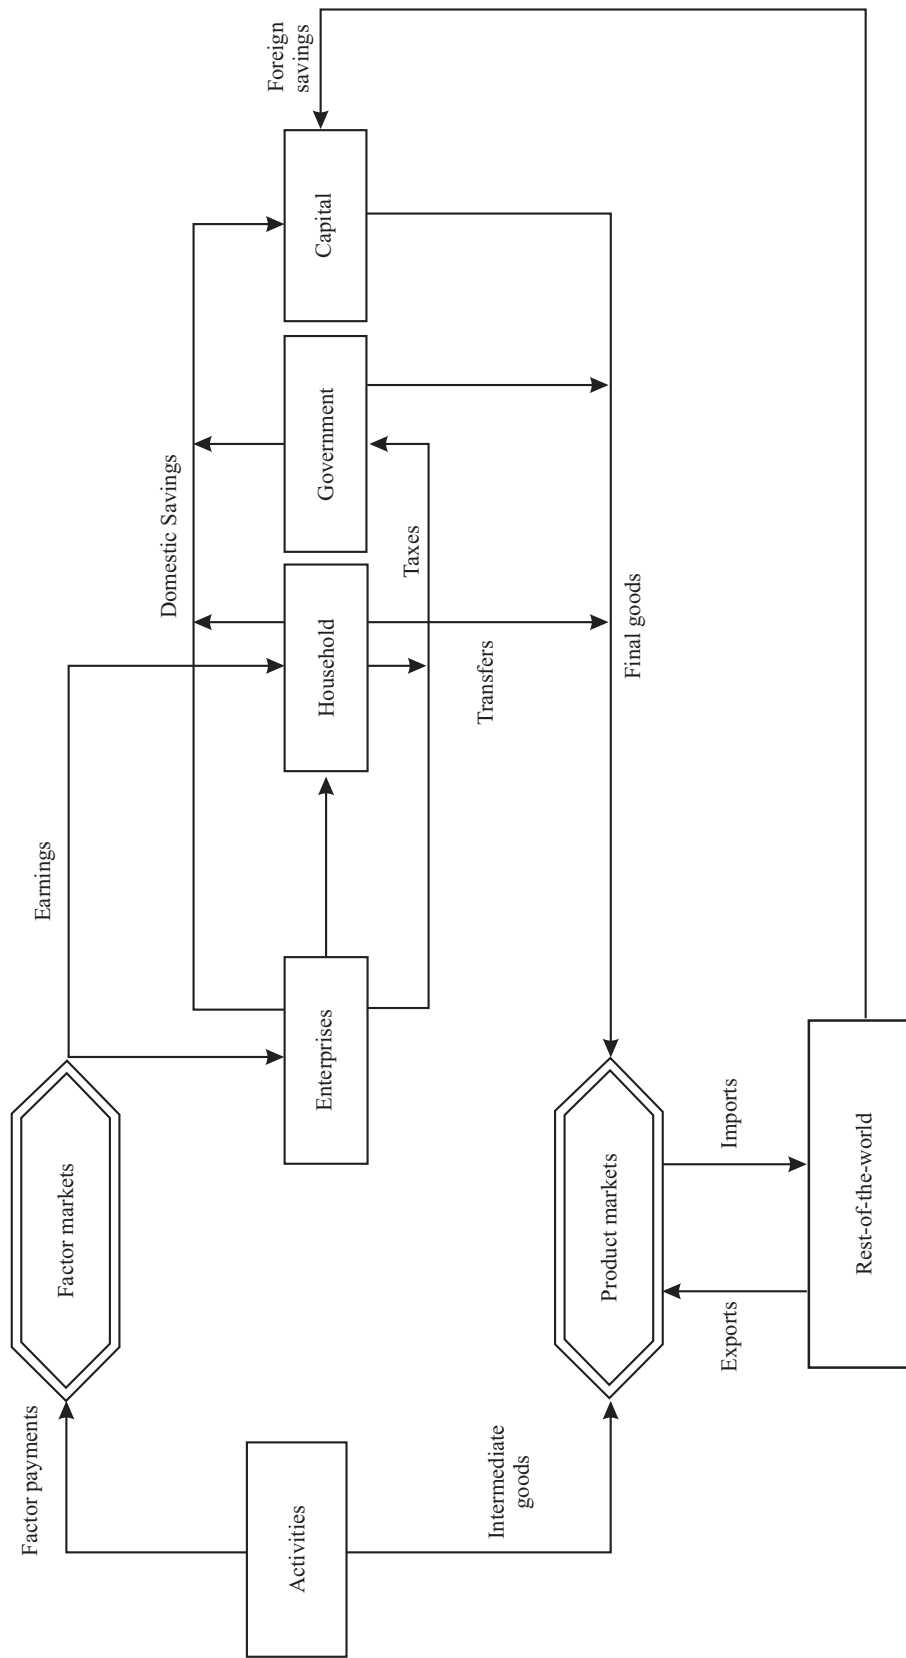 Factor payments
Factor markets
Earnings
Domestic Savings
Foreign
savings
Activities
Enterprises
Household
Government
Capital
Taxes
Transfers
Intermediate
goods
Product markets
Final goods
Exports
Imports
Rest-of-the-world